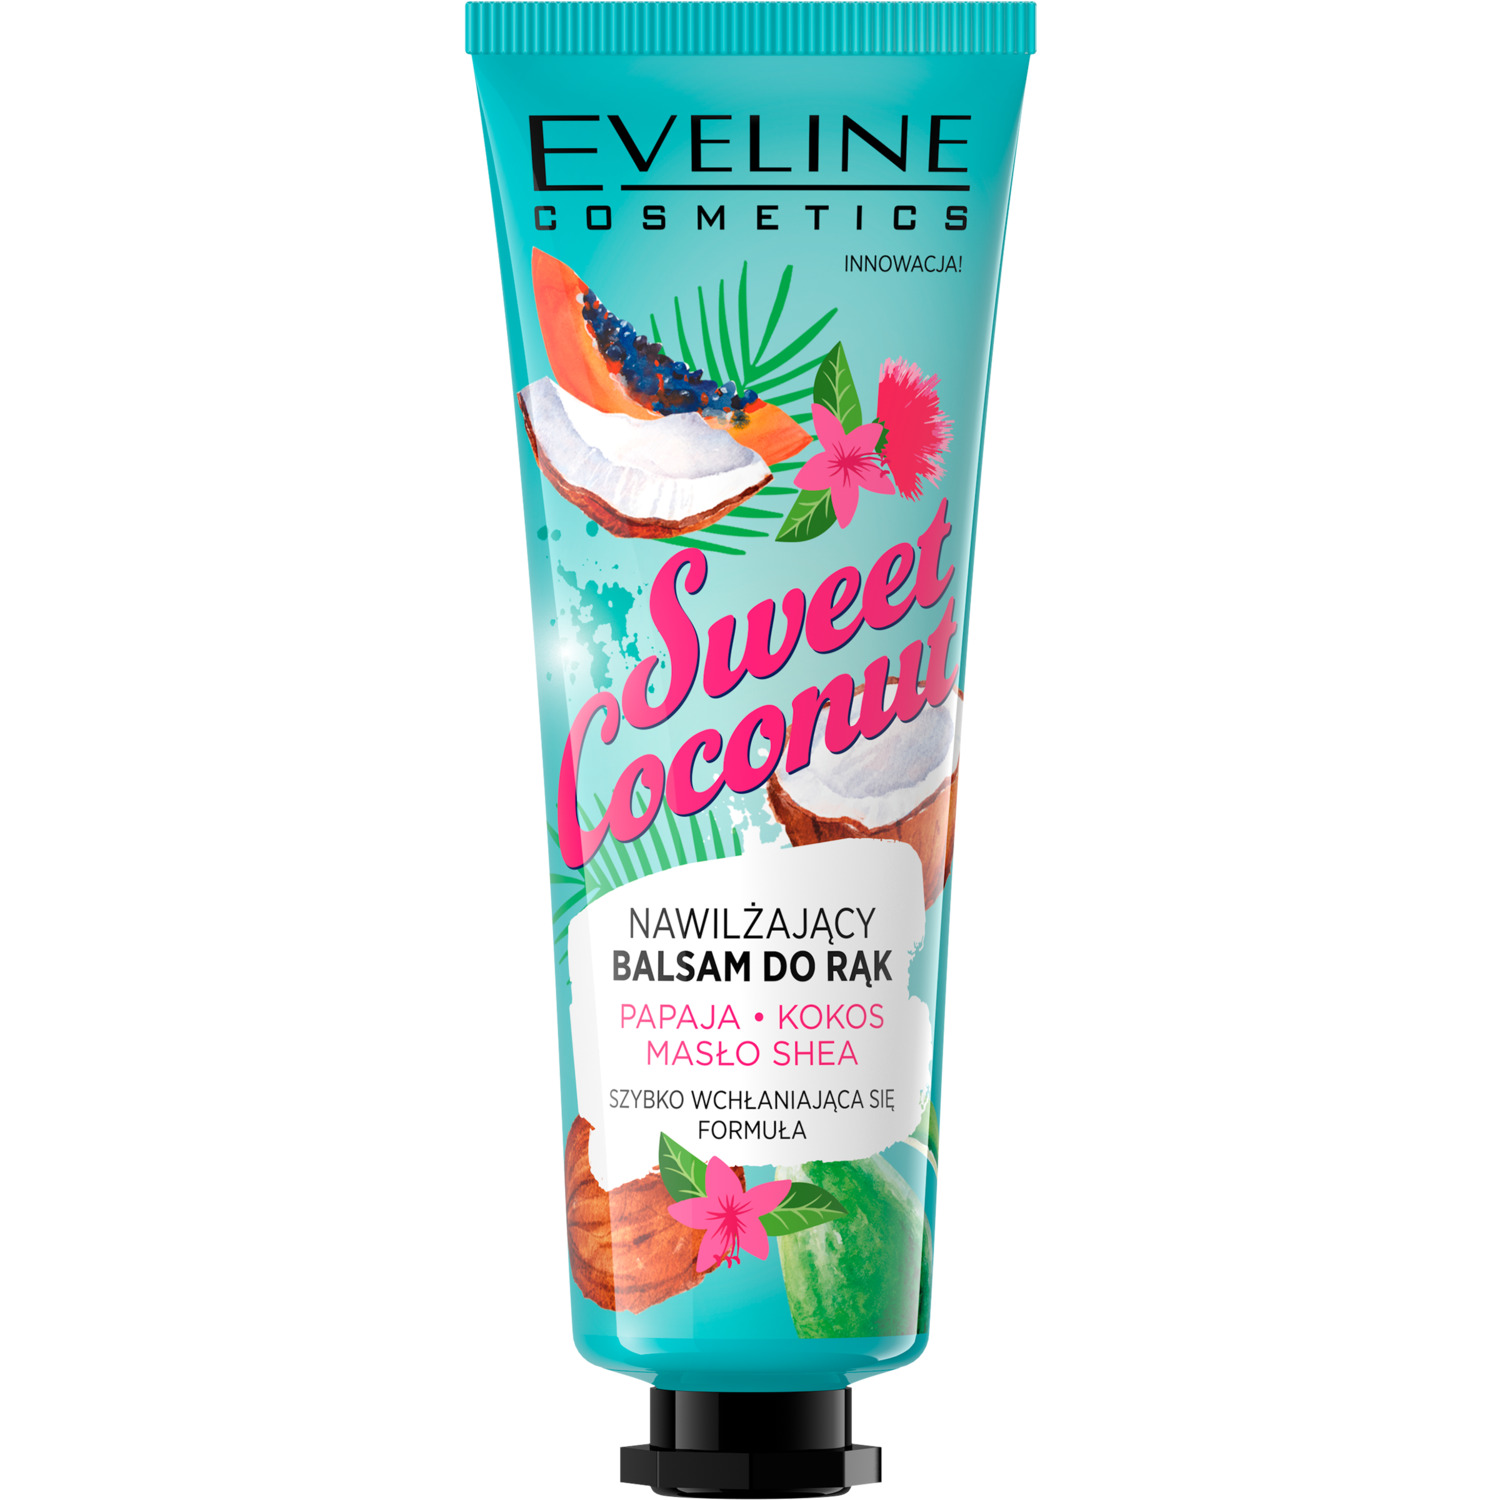 EVELINE
COSMETICS
INNOWACJA!
Sweet
Coconut
NAWILŻAJĄCY
BALSAM DO RĄK
PAPAJA • KOKOS
MASŁO SHEA
SZYBKO WCHŁANIAJĄCA SIĘ
FORMUŁA